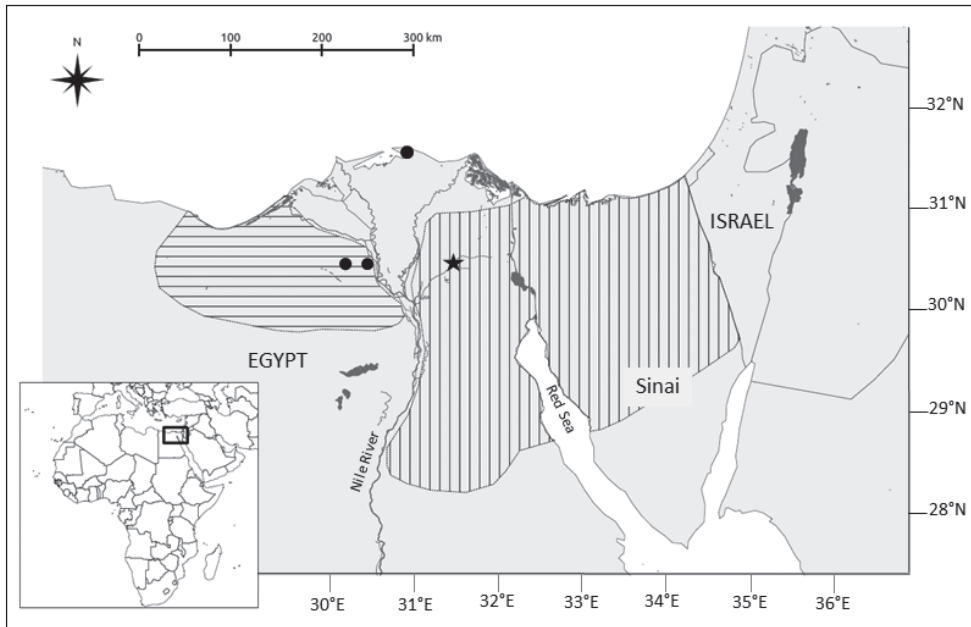 N
0 100 200 300 km
32°N
31°N
ISRAEL
30°N
EGYPT
Sinai
Red Sea
29°N
Nile River
28°N
30°E 31°E 32°E 33°E 34°E 35°E 36°E